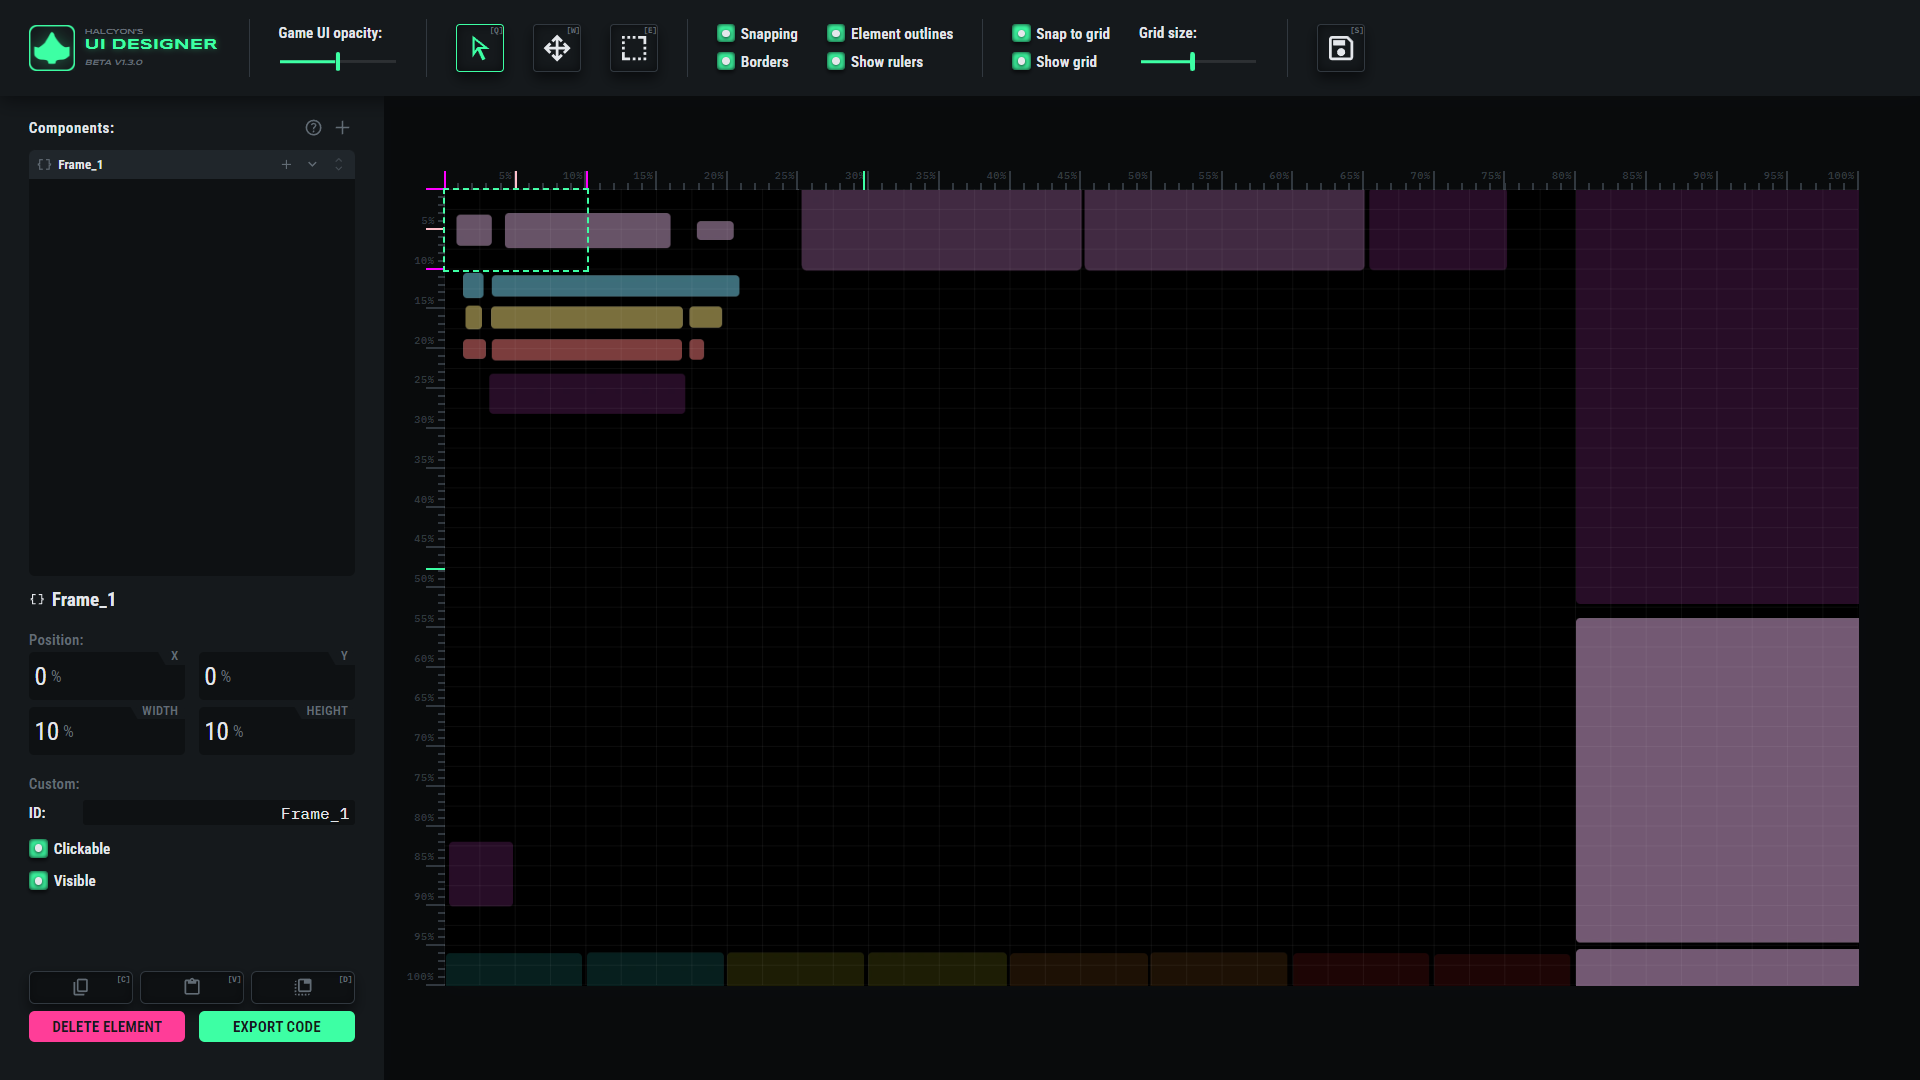 HALCYON'S
UI DESIGNER
BETA V1.3.0
Game UI opacity:
[Q]
[W]
[E]
Snapping
Borders
Element outlines
Show rulers
Snap to grid
Show grid
Grid size:
[S]
Components:
{} Frame_1
{} Frame_1
Position:
X
0 %
Y
0 %
WIDTH
10 %
HEIGHT
10 %
Custom:
ID:
Frame_1
Clickable
Visible
[C]
[V]
[D]
DELETE ELEMENT
EXPORT CODE
5% 10% 15% 20% 25% 30% 35% 40% 45% 50% 55% 60% 65% 70% 75% 80% 85% 90% 95% 100%
5%
10%
15%
20%
25%
30%
35%
40%
45%
50%
55%
60%
65%
70%
75%
80%
85%
90%
95%
100%